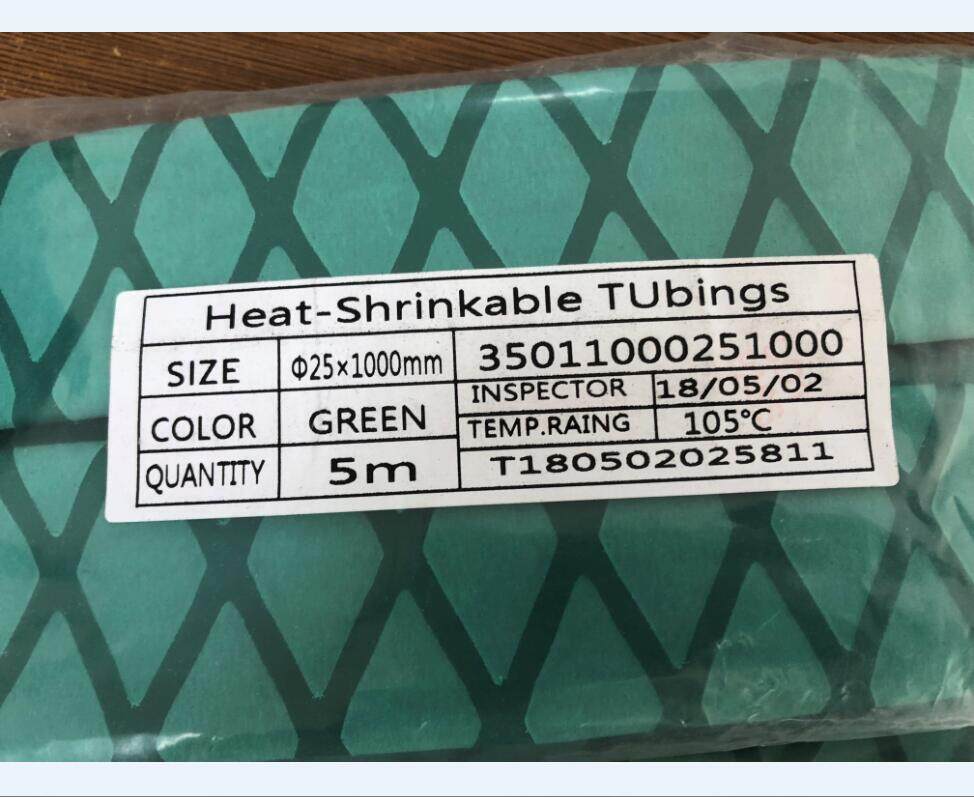 Heat-Shrinkable TUbings
SIZE Φ25×1000mm 35011000251000
INSPECTOR 18/05/02
COLOR GREEN
TEMP.RAING 105℃
QUANTITY 5m T180502025811